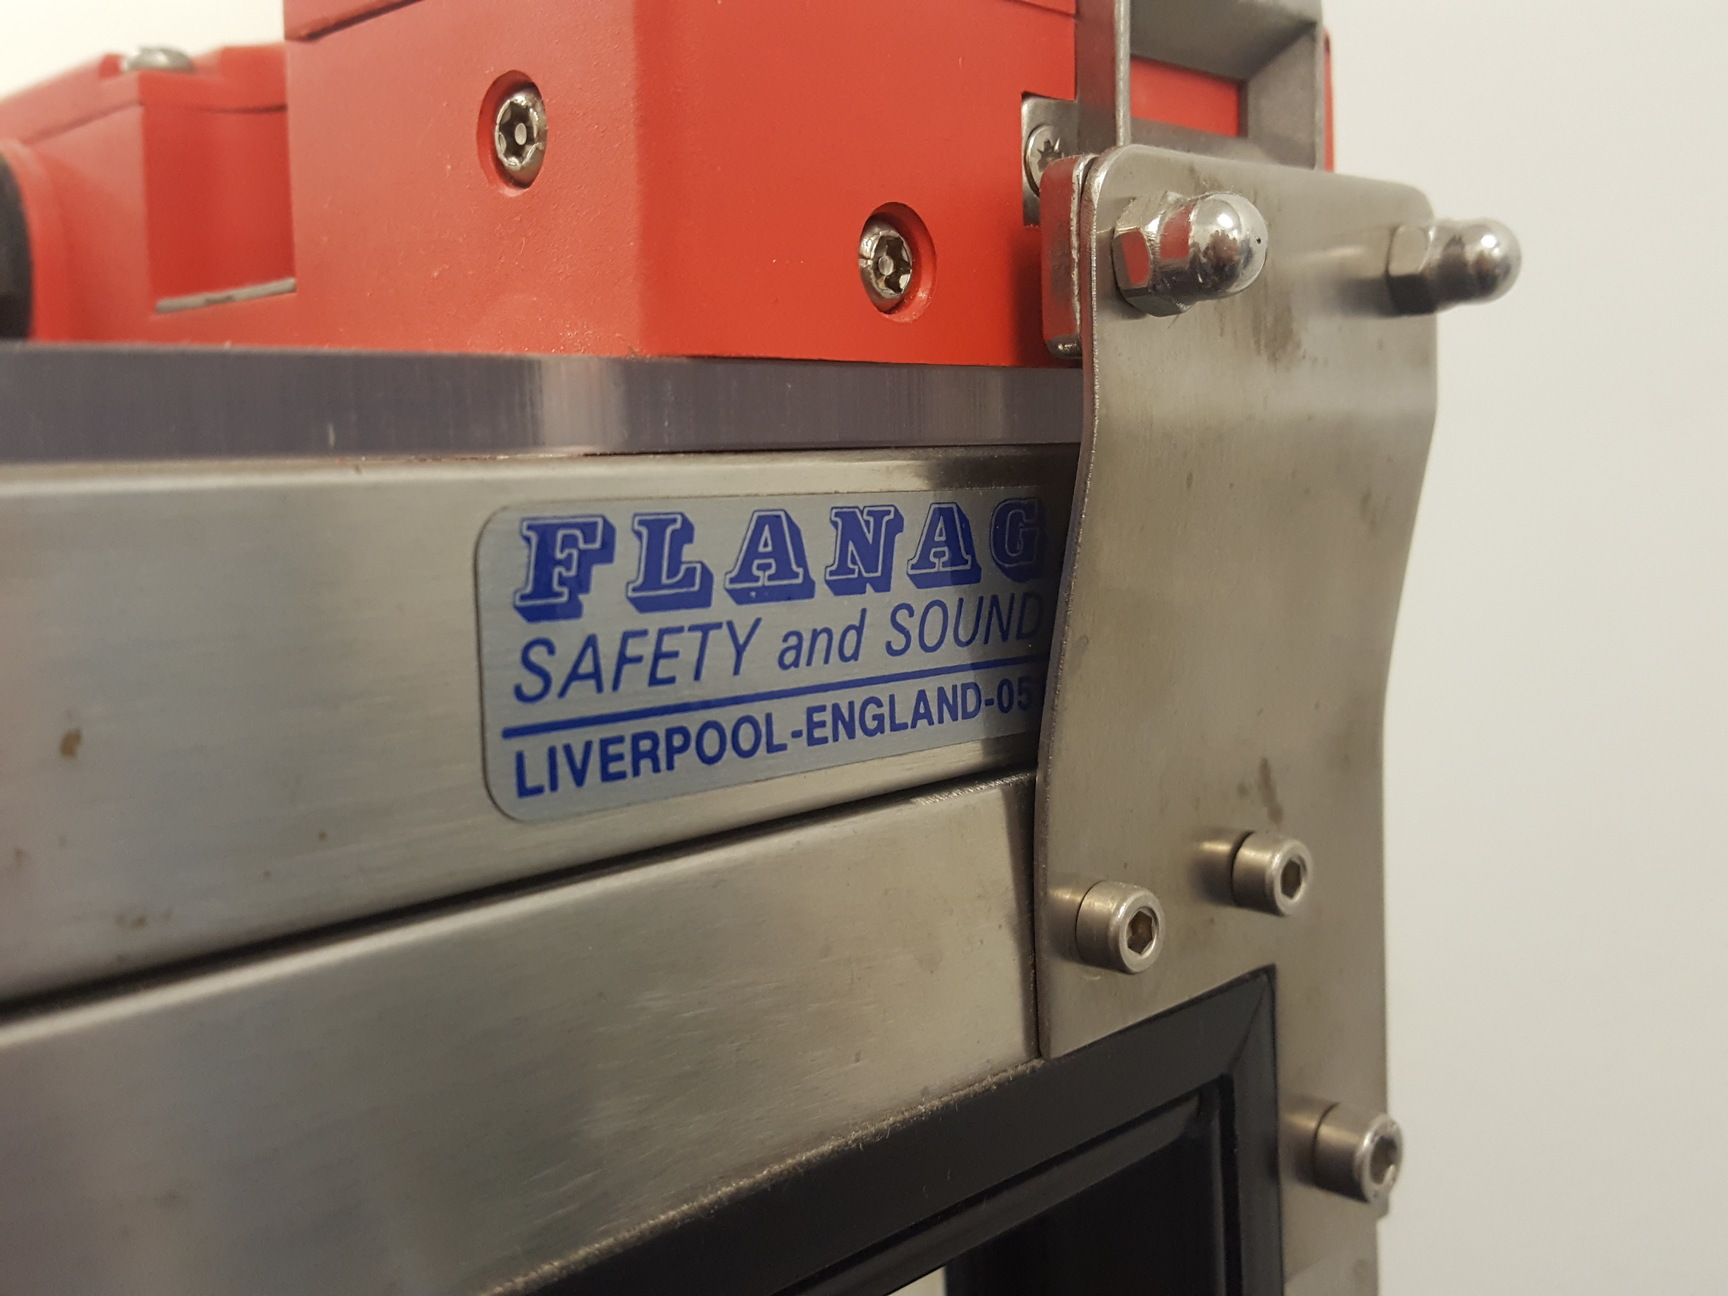 FLANAG
SAFETY and SOUND
LIVERPOOL-ENGLAND-05